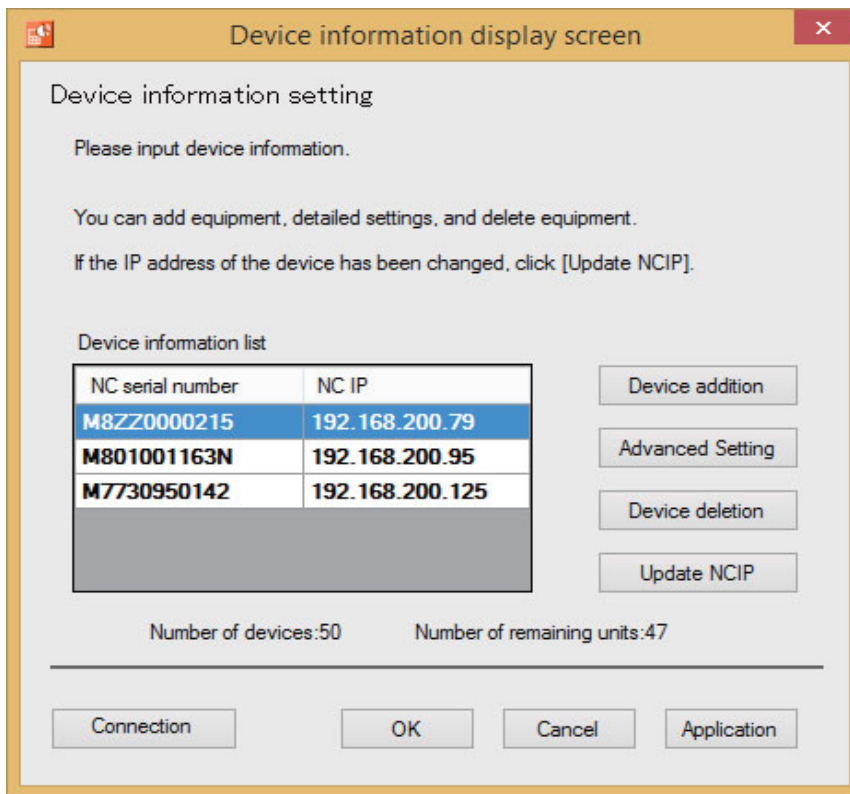 Device information display screen
Device information setting
Please input device information.
You can add equipment, detailed settings, and delete equipment.
If the IP address of the device has been changed, click [Update NCIP].
Device information list
NC serial number NC IP
M8ZZ0000215 192.168.200.79
M801001163N 192.168.200.95
M7730950142 192.168.200.125
Device addition
Advanced Setting
Device deletion
Update NCIP
Number of devices:50 Number of remaining units:47
Connection OK Cancel Application